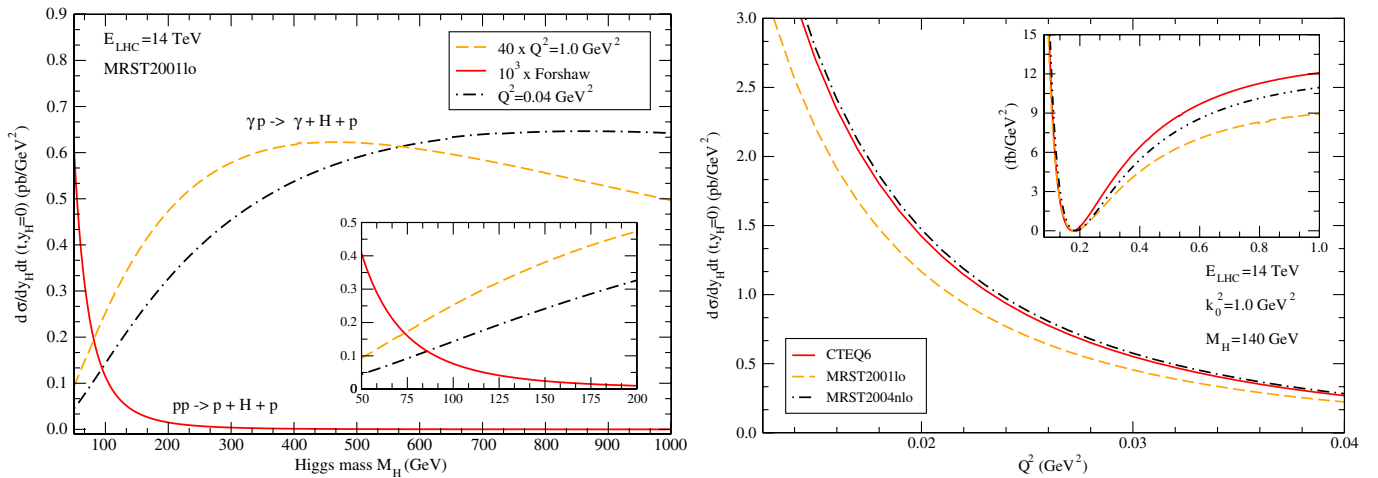 E_LHC=14 TeV
MRST2001lo
40 x Q^2=1.0 GeV^2
10^3 x Forshaw
Q^2=0.04 GeV^2
γ p -> γ + H + p
pp -> p + H + p
dσ/dy_H dt (t,y_H=0) (pb/GeV^2)
0.9
0.8
0.7
0.6
0.5
0.4
0.3
0.2
0.1
0.0
100 200 300 400 500 600 700 800 900 1000
Higgs mass M_H (GeV)
0.5
0.4
0.3
0.2
0.1
0
50 75 100 125 150 175 200
dσ/dy_H dt (t,y_H=0) (pb/GeV^2)
3.0
2.5
2.0
1.5
1.0
0.5
0.0
0.02 0.03 0.04
Q^2 (GeV^2)
(fb/GeV^2)
15
12
9
6
3
0
0.2 0.4 0.6 0.8 1.0
E_LHC=14 TeV
k_0^2=1.0 GeV^2
M_H=140 GeV
CTEQ6
MRST2001lo
MRST2004nlo